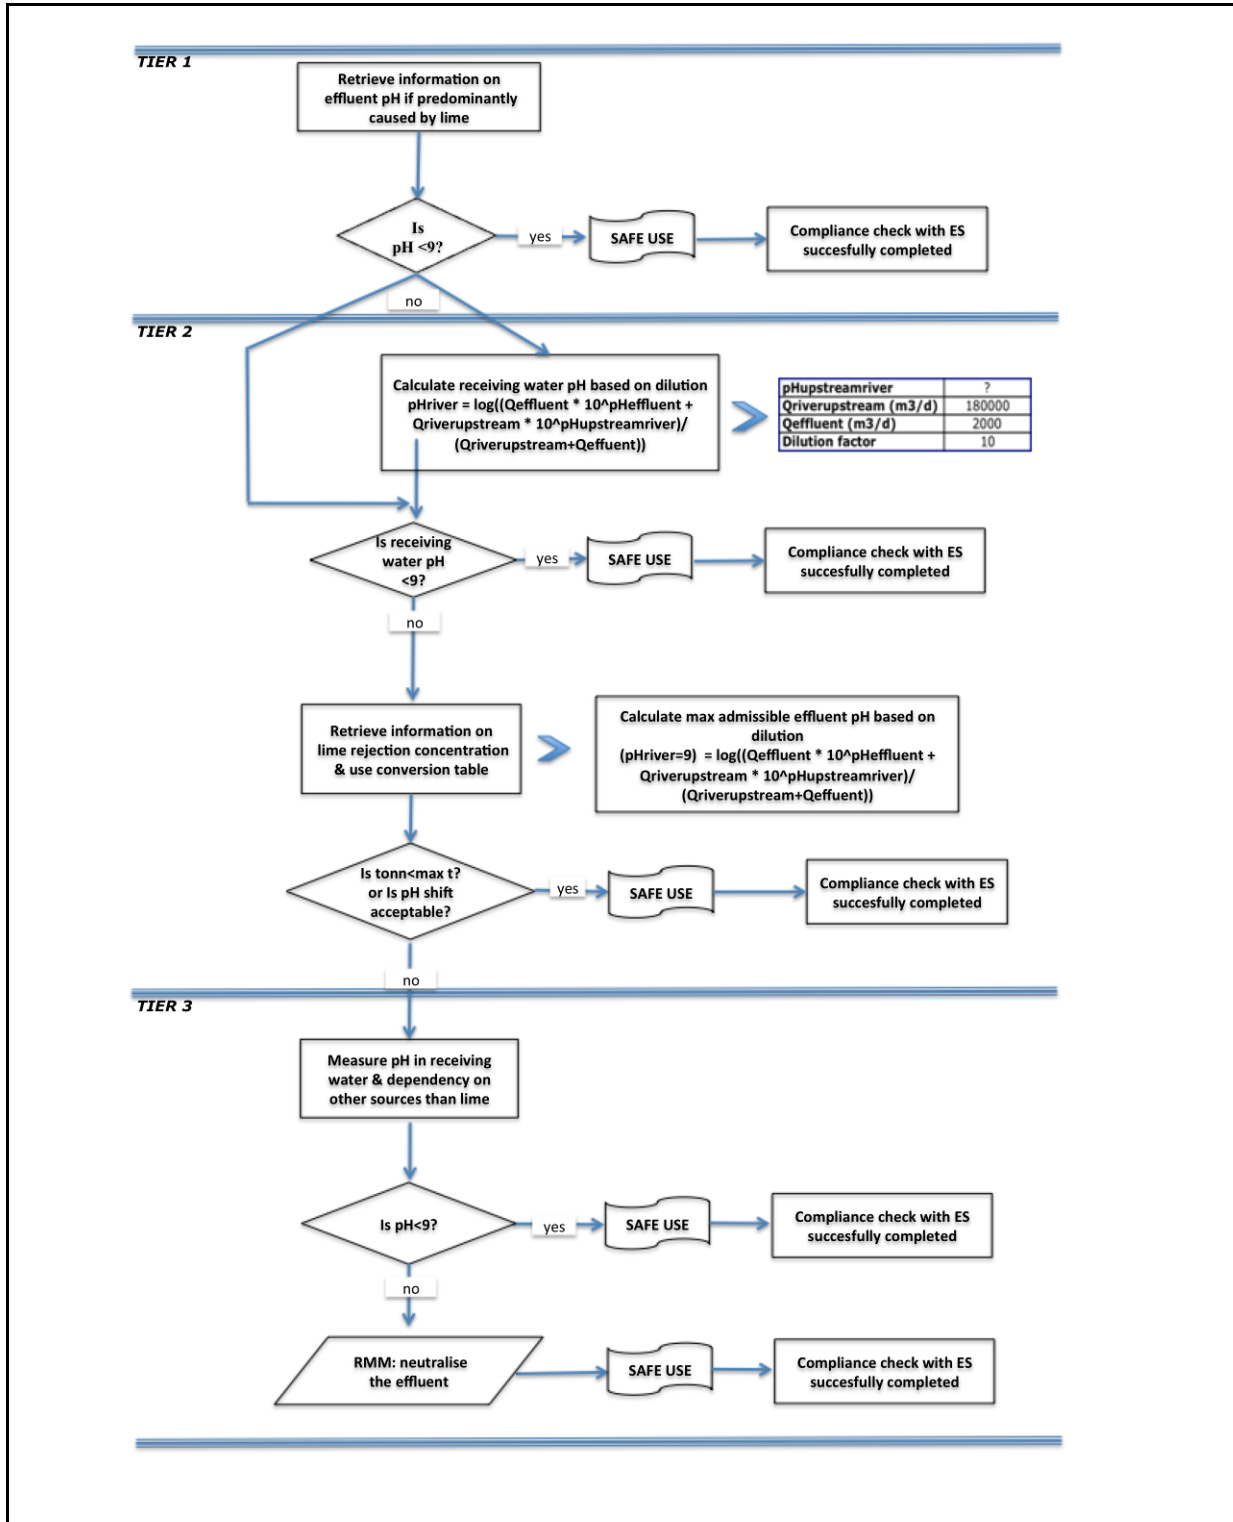 TIER 1
Retrieve information on
effluent pH if predominantly
caused by lime
Is
pH <9?
yes
SAFE USE
Compliance check with ES
succesfully completed
no
TIER 2
Calculate receiving water pH based on dilution
pHriver = log((Qeffluent * 10^pHeffluent +
Qriverupstream * 10^pHupstreamriver)/
(Qriverupstream+Qeffuent))
pHupstreamriver ?
Qriverupstream (m3/d) 180000
Qeffluent (m3/d) 2000
Dilution factor 10
Is receiving
water pH
<9?
yes
SAFE USE
Compliance check with ES
succesfully completed
no
Retrieve information on
lime rejection concentration
& use conversion table
Calculate max admissible effluent pH based on
dilution
(pHriver=9) = log((Qeffluent * 10^pHeffluent +
Qriverupstream * 10^pHupstreamriver)/
(Qriverupstream+Qeffuent))
Is tonn<max t?
or Is pH shift
acceptable?
yes
SAFE USE
Compliance check with ES
succesfully completed
no
TIER 3
Measure pH in receiving
water & dependency on
other sources than lime
Is pH<9?
yes
SAFE USE
Compliance check with ES
succesfully completed
no
RMM: neutralise
the effluent
SAFE USE
Compliance check with ES
succesfully completed